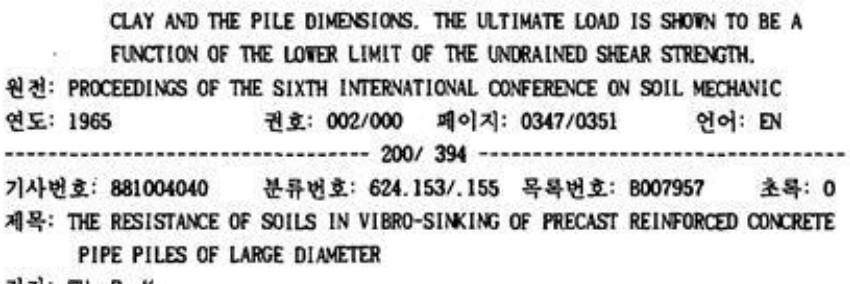 CLAY AND THE PILE DIMENSIONS. THE ULTIMATE LOAD IS SHOWN TO BE A
FUNCTION OF THE LOWER LIMIT OF THE UNDRAINED SHEAR STRENGTH.
원전: PROCEEDINGS OF THE SIXTH INTERNATIONAL CONFERENCE ON SOIL MECHANIC
연도: 1965 권호: 002/000 페이지: 0347/0351 언어: EN
---------------------------------- 200/ 394 ----------------------------------
기사번호: 881004040 분류번호: 624.153/.155 목록번호: B007957 초록: 0
제목: THE RESISTANCE OF SOILS IN VIBRO-SINKING OF PRECAST REINFORCED CONCRETE
PIPE PILES OF LARGE DIAMETER